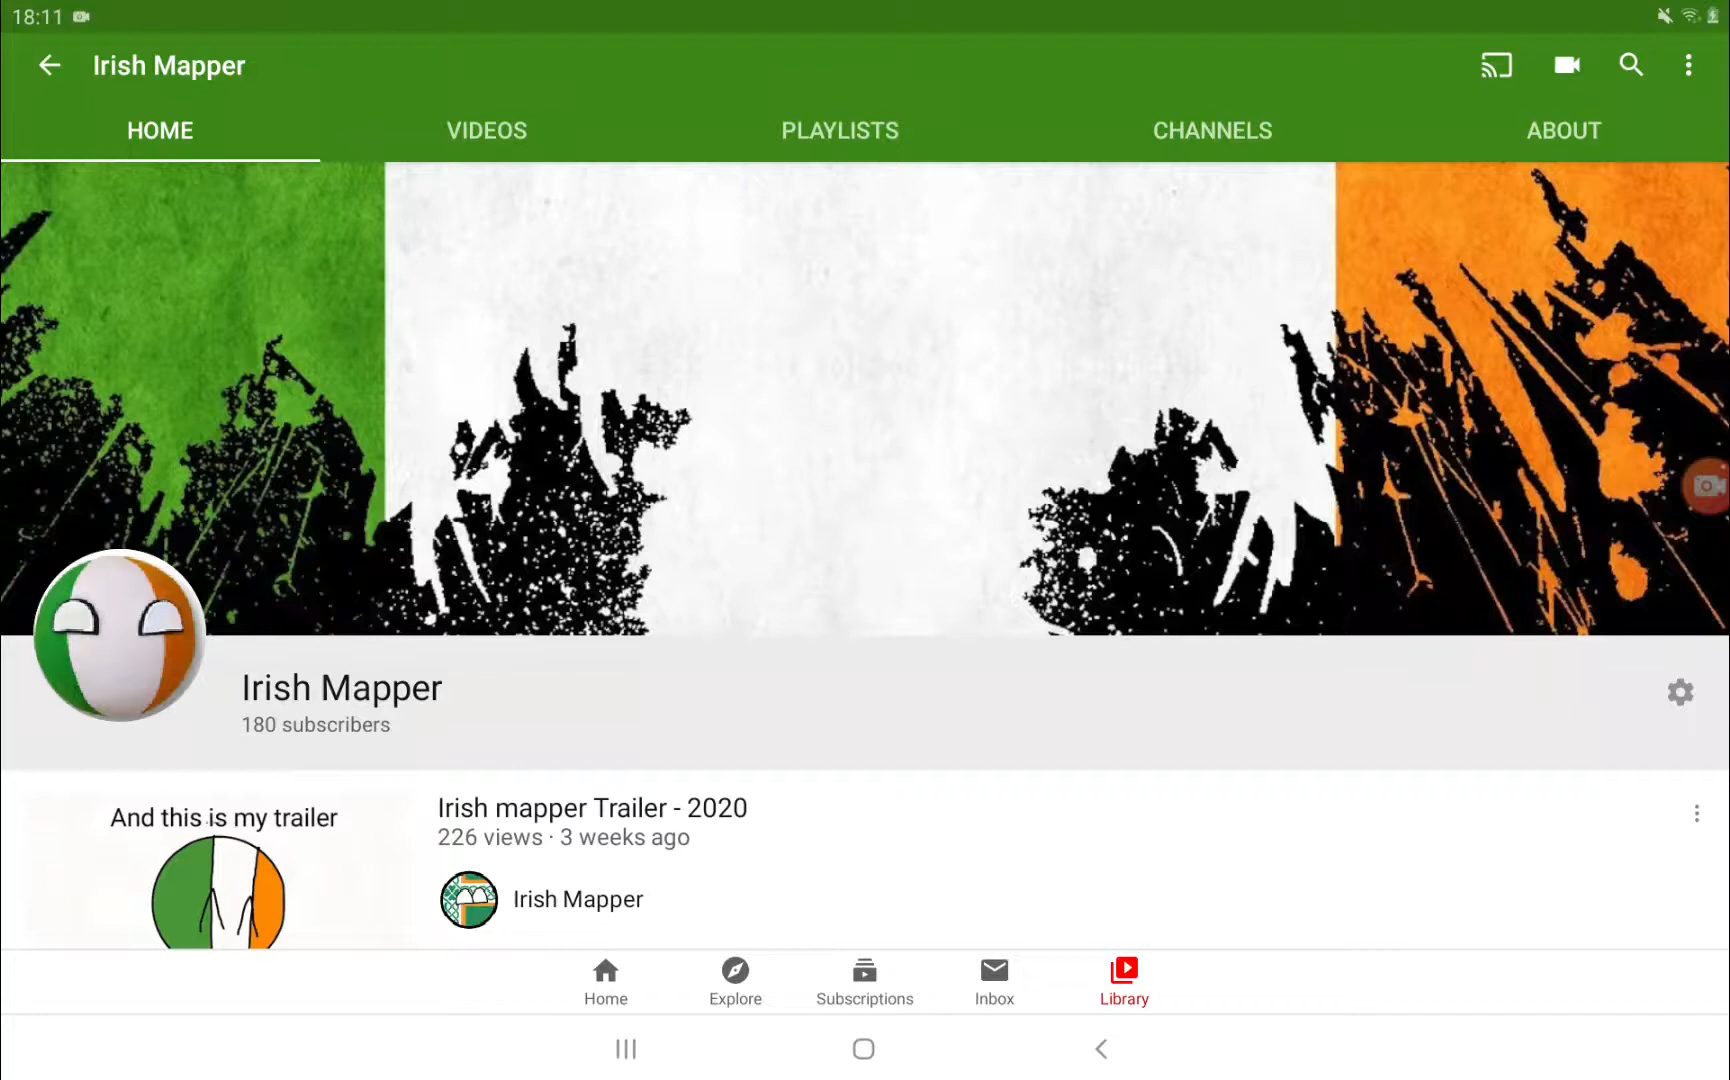 18:11
Irish Mapper
HOME
VIDEOS
PLAYLISTS
CHANNELS
ABOUT
Irish Mapper
180 subscribers
And this is my trailer
Irish mapper Trailer - 2020
226 views · 3 weeks ago
Irish Mapper
Home
Explore
Subscriptions
Inbox
Library